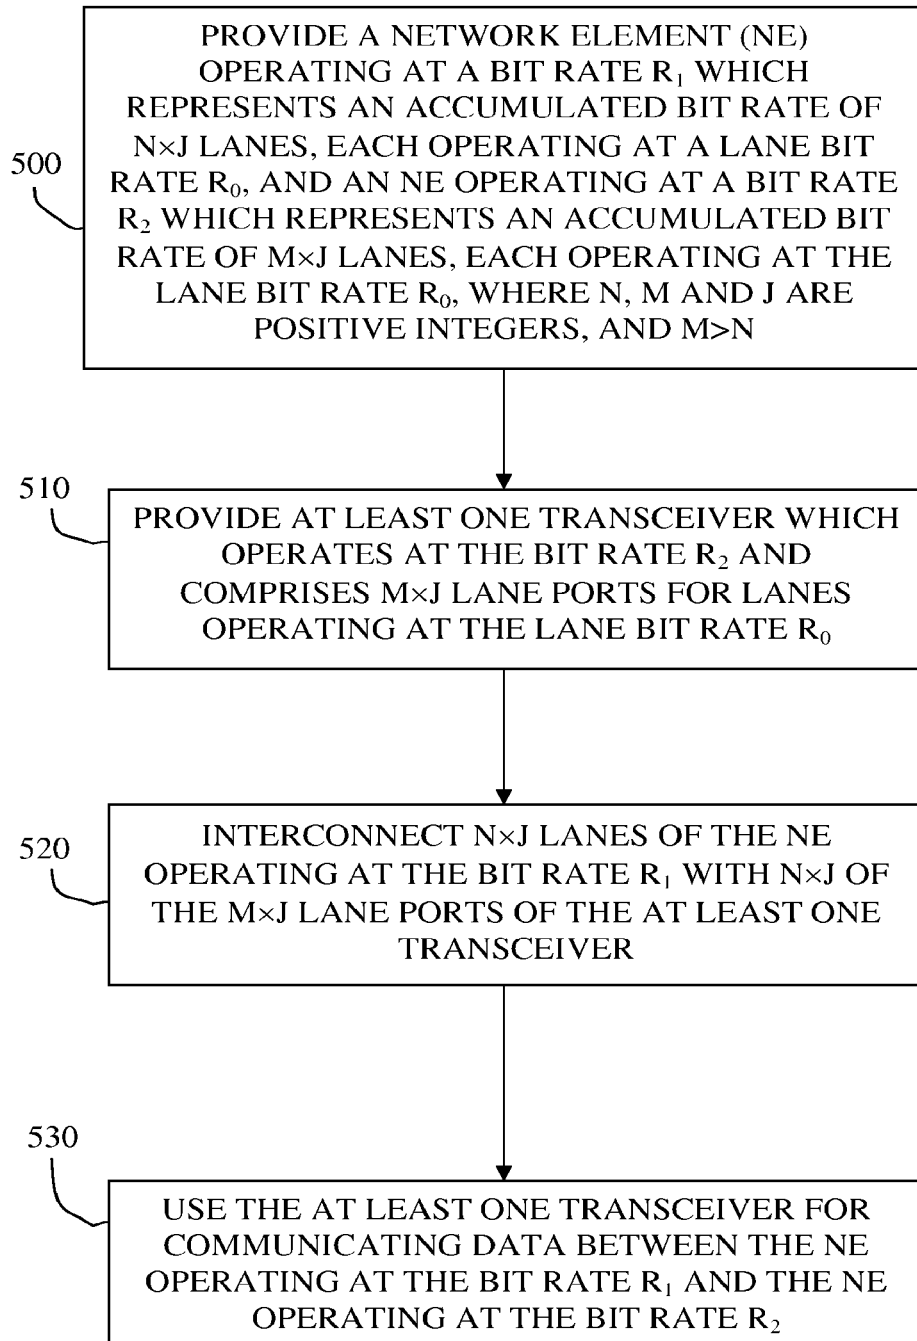 PROVIDE A NETWORK ELEMENT (NE)
OPERATING AT A BIT RATE R₁ WHICH
REPRESENTS AN ACCUMULATED BIT RATE OF
N×J LANES, EACH OPERATING AT A LANE BIT
RATE R₀, AND AN NE OPERATING AT A BIT RATE
R₂ WHICH REPRESENTS AN ACCUMULATED BIT
RATE OF M×J LANES, EACH OPERATING AT THE
LANE BIT RATE R₀, WHERE N, M AND J ARE
POSITIVE INTEGERS, AND M>N
500
510
PROVIDE AT LEAST ONE TRANSCEIVER WHICH
OPERATES AT THE BIT RATE R₂ AND
COMPRISES M×J LANE PORTS FOR LANES
OPERATING AT THE LANE BIT RATE R₀
520
INTERCONNECT N×J LANES OF THE NE
OPERATING AT THE BIT RATE R₁ WITH N×J OF
THE M×J LANE PORTS OF THE AT LEAST ONE
TRANSCEIVER
530
USE THE AT LEAST ONE TRANSCEIVER FOR
COMMUNICATING DATA BETWEEN THE NE
OPERATING AT THE BIT RATE R₁ AND THE NE
OPERATING AT THE BIT RATE R₂